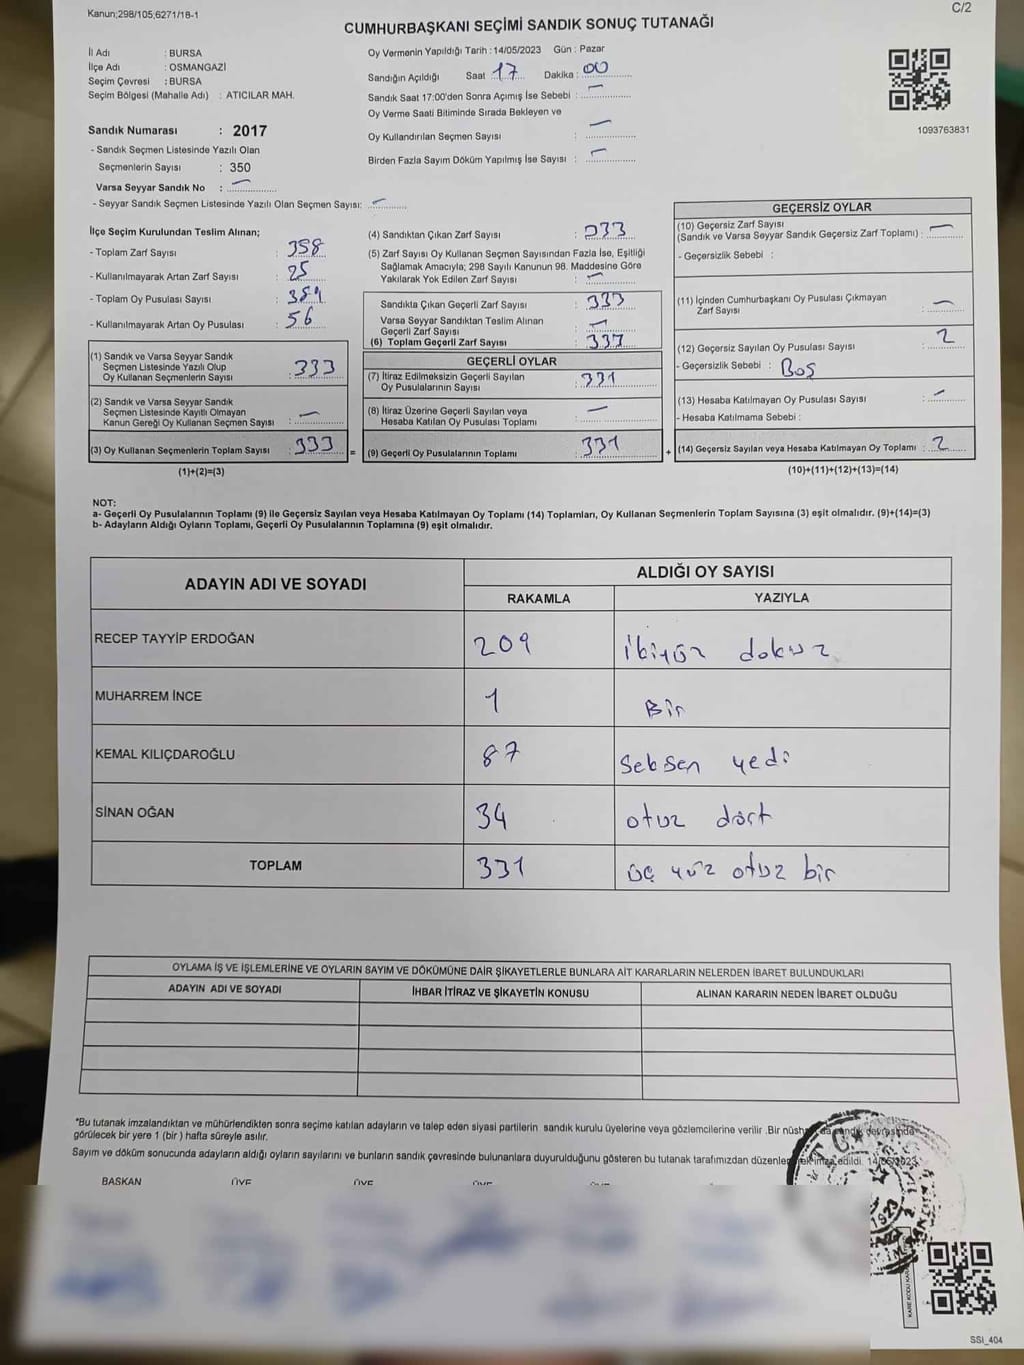 Kanun;298/105,6271/18-1
C/2
CUMHURBAŞKANI SEÇİMİ SANDIK SONUÇ TUTANAĞI
İl Adı : BURSA
İlçe Adı : OSMANGAZİ
Seçim Çevresi : BURSA
Seçim Bölgesi (Mahalle Adı) : ATICILAR MAH.
Sandık Numarası : 2017
- Sandık Seçmen Listesinde Yazılı Olan
Seçmenlerin Sayısı : 350
Varsa Seyyar Sandık No : —
- Seyyar Sandık Seçmen Listesinde Yazılı Olan Seçmen Sayısı: —
Oy Vermenin Yapıldığı Tarih : 14/05/2023 Gün : Pazar
Sandığın Açıldığı Saat 17 Dakika : 00
Sandık Saat 17:00'den Sonra Açımış İse Sebebi : —
Oy Verme Saati Bitiminde Sırada Bekleyen ve
Oy Kullandırılan Seçmen Sayısı : —
Birden Fazla Sayım Döküm Yapılmış İse Sayısı : —
1093763831
İlçe Seçim Kurulundan Teslim Alınan;
- Toplam Zarf Sayısı : 358
- Kullanılmayarak Artan Zarf Sayısı : 25
- Toplam Oy Pusulası Sayısı :
- Kullanılmayarak Artan Oy Pusulası : 56
(1) Sandık ve Varsa Seyyar Sandık
Seçmen Listesinde Yazılı Olup
Oy Kullanan Seçmenlerin Sayısı : 333
(2) Sandık ve Varsa Seyyar Sandık
Seçmen Listesinde Kayıtlı Olmayan
Kanun Gereği Oy Kullanan Seçmen Sayısı : —
(3) Oy Kullanan Seçmenlerin Toplam Sayısı : 333 =
(1)+(2)=(3)
(4) Sandıktan Çıkan Zarf Sayısı : 333
(5) Zarf Sayısı Oy Kullanan Seçmen Sayısından Fazla İse, Eşitliği
Sağlamak Amacıyla; 298 Sayılı Kanunun 98. Maddesine Göre
Yakılarak Yok Edilen Zarf Sayısı : —
Sandıkta Çıkan Geçerli Zarf Sayısı : 333
Varsa Seyyar Sandıktan Teslim Alınan
Geçerli Zarf Sayısı : —
(6) Toplam Geçerli Zarf Sayısı : 333
GEÇERLİ OYLAR
(7) İtiraz Edilmeksizin Geçerli Sayılan
Oy Pusulalarının Sayısı : 331
(8) İtiraz Üzerine Geçerli Sayılan veya
Hesaba Katılan Oy Pusulası Toplamı : —
(9) Geçerli Oy Pusulalarının Toplamı : 331 +
GEÇERSİZ OYLAR
(10) Geçersiz Zarf Sayısı
(Sandık ve Varsa Seyyar Sandık Geçersiz Zarf Toplamı) : —
- Geçersizlik Sebebi :
(11) İçinden Cumhurbaşkanı Oy Pusulası Çıkmayan
Zarf Sayısı : —
(12) Geçersiz Sayılan Oy Pusulası Sayısı : 2
- Geçersizlik Sebebi : Boş
(13) Hesaba Katılmayan Oy Pusulası Sayısı : —
- Hesaba Katılmama Sebebi :
(14) Geçersiz Sayılan veya Hesaba Katılmayan Oy Toplamı : 2
(10)+(11)+(12)+(13)=(14)
NOT:
a- Geçerli Oy Pusulalarının Toplamı (9) ile Geçersiz Sayılan veya Hesaba Katılmayan Oy Toplamı (14) Toplamları, Oy Kullanan Seçmenlerin Toplam Sayısına (3) eşit olmalıdır. (9)+(14)=(3)
b- Adayların Aldığı Oyların Toplamı, Geçerli Oy Pusulalarının Toplamına (9) eşit olmalıdır.
ADAYIN ADI VE SOYADI
ALDIĞI OY SAYISI
RAKAMLA YAZIYLA
RECEP TAYYİP ERDOĞAN 209 ikiyüz dokuz
MUHARREM İNCE 1 Bir
KEMAL KILIÇDAROĞLU 87 Seksen yedi
SİNAN OĞAN 34 otuz dört
TOPLAM 331 üç yüz otuz bir
OYLAMA İŞ VE İŞLEMLERİNE VE OYLARIN SAYIM VE DÖKÜMÜNE DAİR ŞİKAYETLERLE BUNLARA AİT KARARLARIN NELERDEN İBARET BULUNDUKLARI
ADAYIN ADI VE SOYADI İHBAR İTİRAZ VE ŞİKAYETİN KONUSU ALINAN KARARIN NEDEN İBARET OLDUĞU
*Bu tutanak imzalandıktan ve mühürlendikten sonra seçime katılan adayların ve talep eden siyasi partilerin sandık kurulu üyelerine veya gözlemcilerine verilir .Bir nüsha da sandık çevresinde
görülecek bir yere 1 (bir ) hafta süreyle asılır.
Sayım ve döküm sonucunda adayların aldığı oyların sayılarını ve bunların sandık çevresinde bulunanlara duyurulduğunu gösteren bu tutanak tarafımızdan düzenlenerek imza edildi. 14/05/2023
BAŞKAN ÜYE ÜYE ÜYE
T.C.
1923
SSI_404